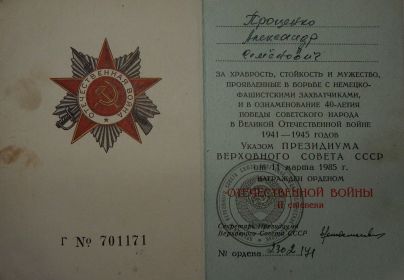 ОТЕЧЕСТВЕННАЯ ВОЙНА
Г № 701171
Проценко
Александр
Семёнович
ЗА ХРАБРОСТЬ, СТОЙКОСТЬ И МУЖЕСТВО,
ПРОЯВЛЕННЫЕ В БОРЬБЕ С НЕМЕЦКО-
ФАШИСТСКИМИ ЗАХВАТЧИКАМИ,
И В ОЗНАМЕНОВАНИЕ 40-ЛЕТИЯ
ПОБЕДЫ СОВЕТСКОГО НАРОДА
В ВЕЛИКОЙ ОТЕЧЕСТВЕННОЙ ВОЙНЕ
1941—1945 ГОДОВ
Указом ПРЕЗИДИУМА
ВЕРХОВНОГО СОВЕТА СССР
от 11 марта 1985 г.
НАГРАЖДЕН ОРДЕНОМ
ОТЕЧЕСТВЕННОЙ ВОЙНЫ
II степени
Секретарь Президиума
Верховного Совета СССР
№ ордена 2302171